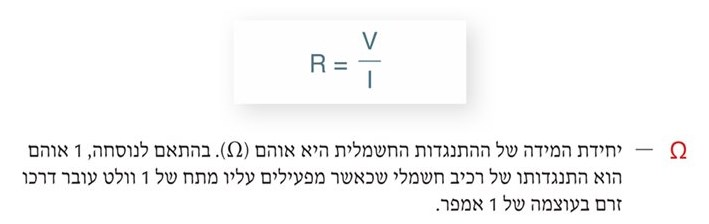 R = V / I
Ω — יחידת המידה של ההתנגדות החשמלית היא אוהם (Ω). בהתאם לנוסחה, 1 אוהם
הוא התנגדותו של רכיב חשמלי שכאשר מפעילים עליו מתח של 1 וולט עובר דרכו
זרם בעוצמה של 1 אמפר.